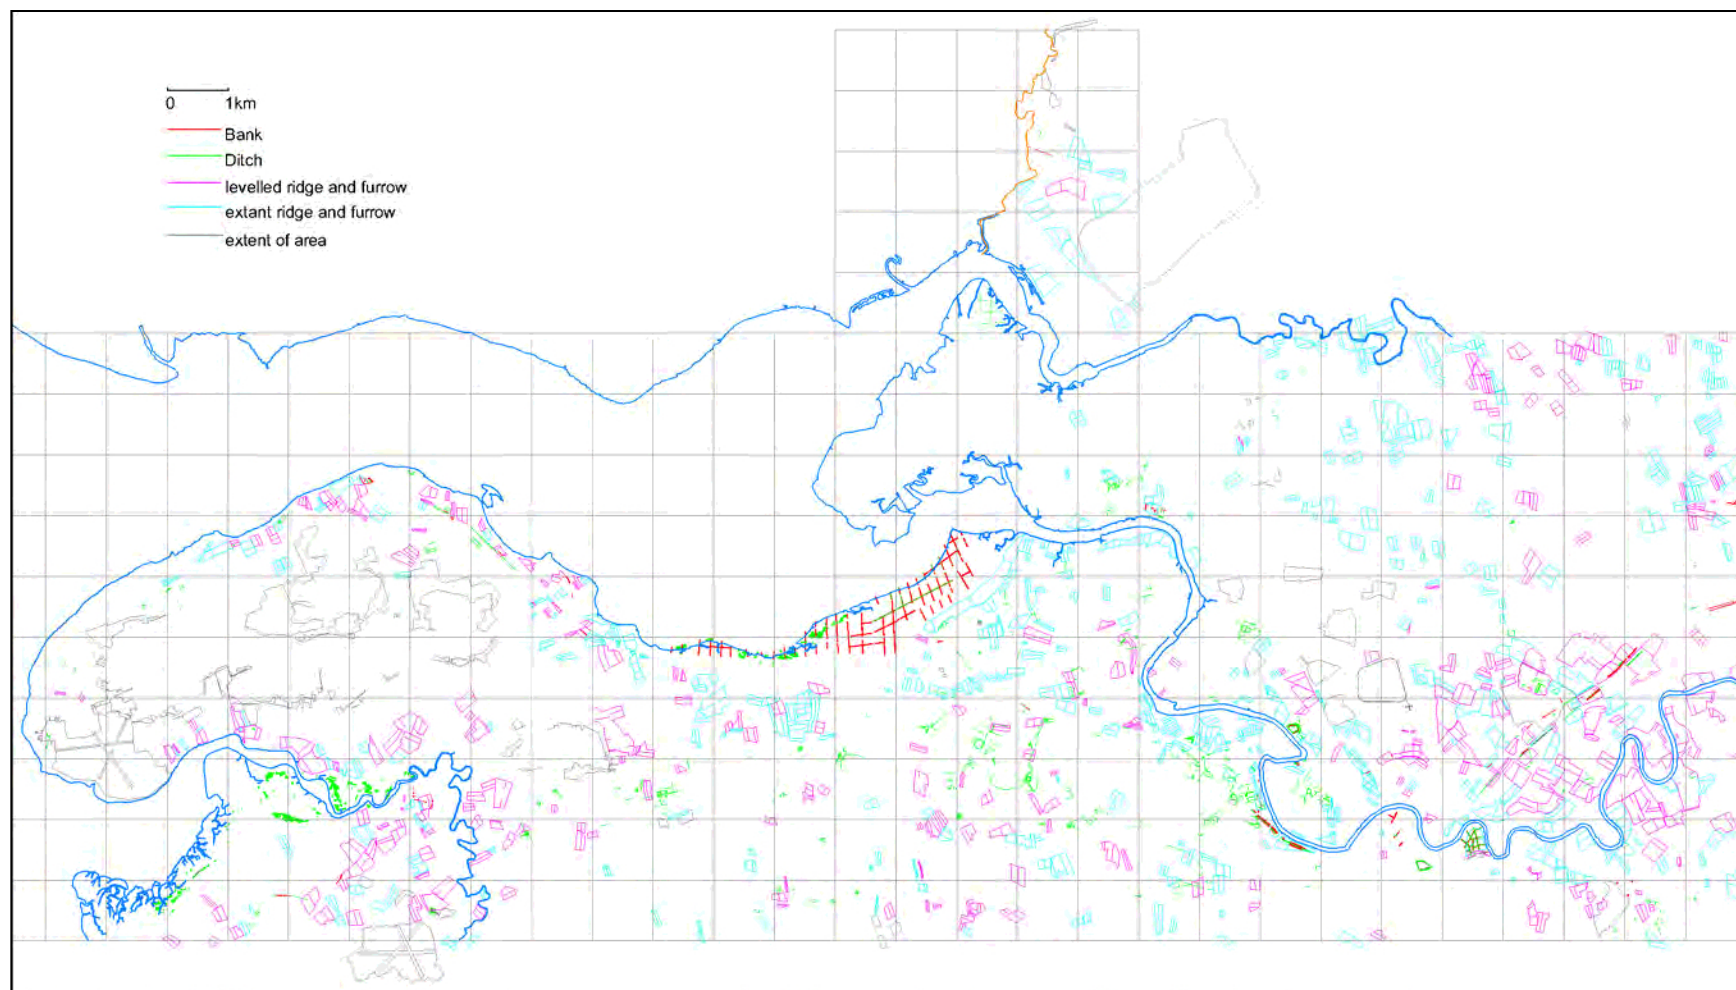 0 1km
Bank
Ditch
levelled ridge and furrow
extant ridge and furrow
extent of area